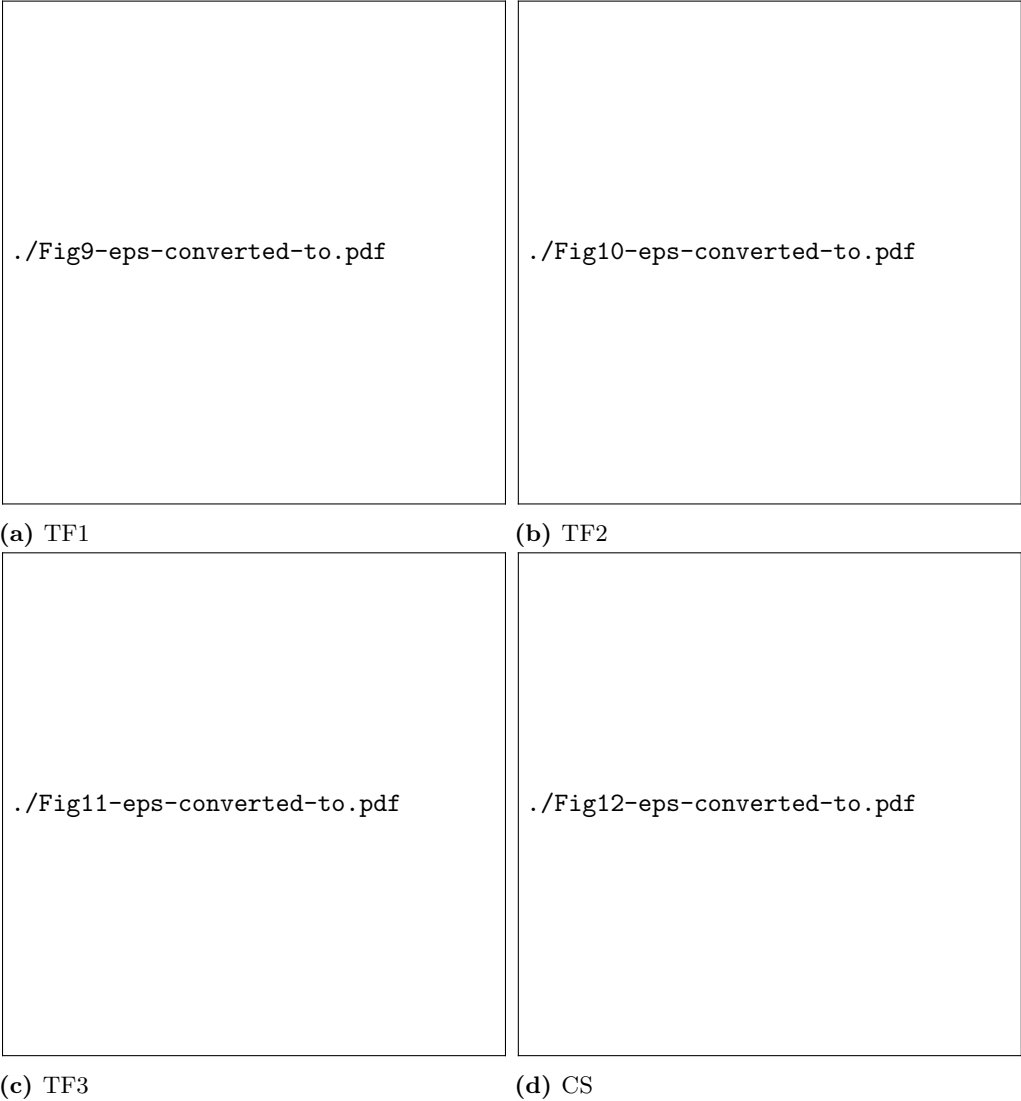 ./Fig9-eps-converted-to.pdf
./Fig10-eps-converted-to.pdf
(a) TF1
(b) TF2
./Fig11-eps-converted-to.pdf
./Fig12-eps-converted-to.pdf
(c) TF3
(d) CS